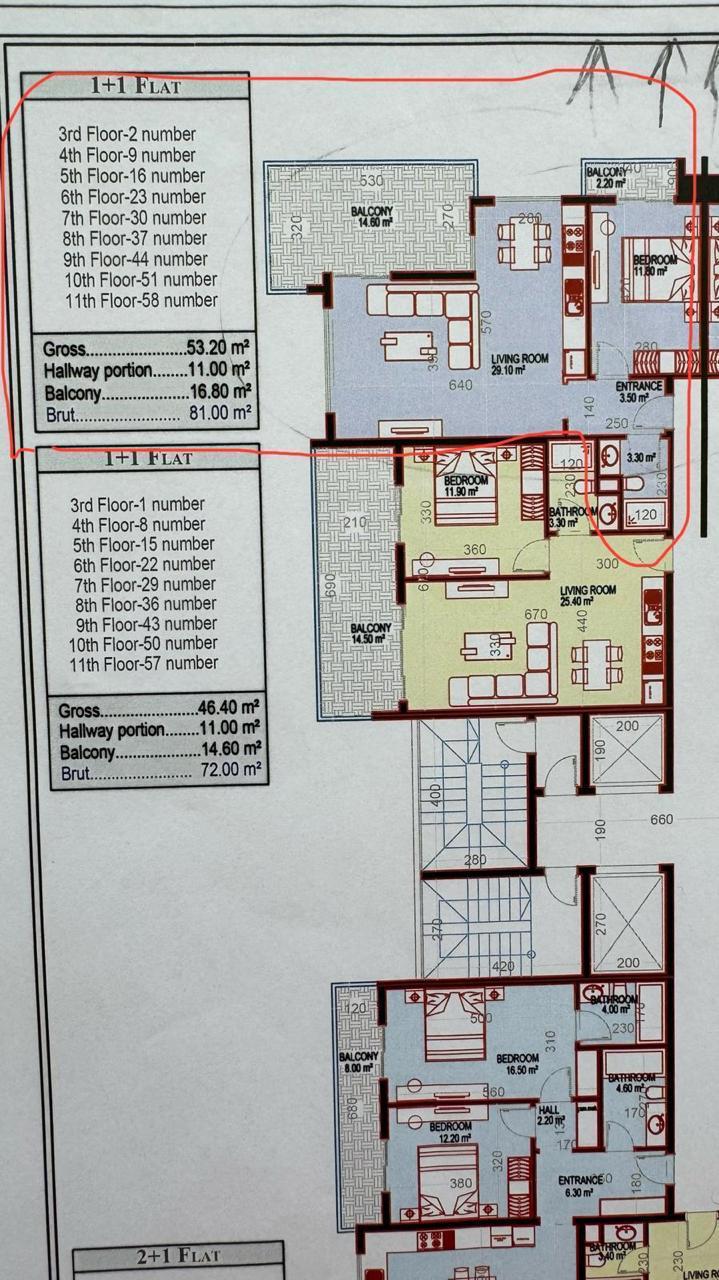 1+1 FLAT
3rd Floor-2 number
4th Floor-9 number
5th Floor-16 number
6th Floor-23 number
7th Floor-30 number
8th Floor-37 number
9th Floor-44 number
10th Floor-51 number
11th Floor-58 number
Gross......................53.20 m²
Hallway portion.......11.00 m²
Balcony...................16.80 m²
Brut......................... 81.00 m²
530
320
BALCONY
14.60 m²
270
280
BALCONY
2.20 m²
40
90
BEDROOM
11.80 m²
570
LIVING ROOM
29.10 m²
640
280
ENTRANCE
3.50 m²
140
250
1+1 FLAT
3rd Floor-1 number
4th Floor-8 number
5th Floor-15 number
6th Floor-22 number
7th Floor-29 number
8th Floor-36 number
9th Floor-43 number
10th Floor-50 number
11th Floor-57 number
Gross......................46.40 m²
Hallway portion.......11.00 m²
Balcony...................14.60 m²
Brut......................... 72.00 m²
210
690
BALCONY
14.50 m²
330
BEDROOM
11.90 m²
360
120
230
BATHROOM
3.30 m²
3.30 m²
230
120
300
LIVING ROOM
25.40 m²
670
440
330
200
190
400
280
190
660
270
420
270
200
120
BALCONY
8.00 m²
680
500
310
BEDROOM
16.50 m²
560
BATHROOM
4.00 m²
230
BATHROOM
4.60 m²
170
HALL
2.20 m²
170
BEDROOM
12.20 m²
320
380
ENTRANCE
6.30 m²
180
2+1 FLAT
BATHROOM
3.40 m²
230
230
LIVING RO